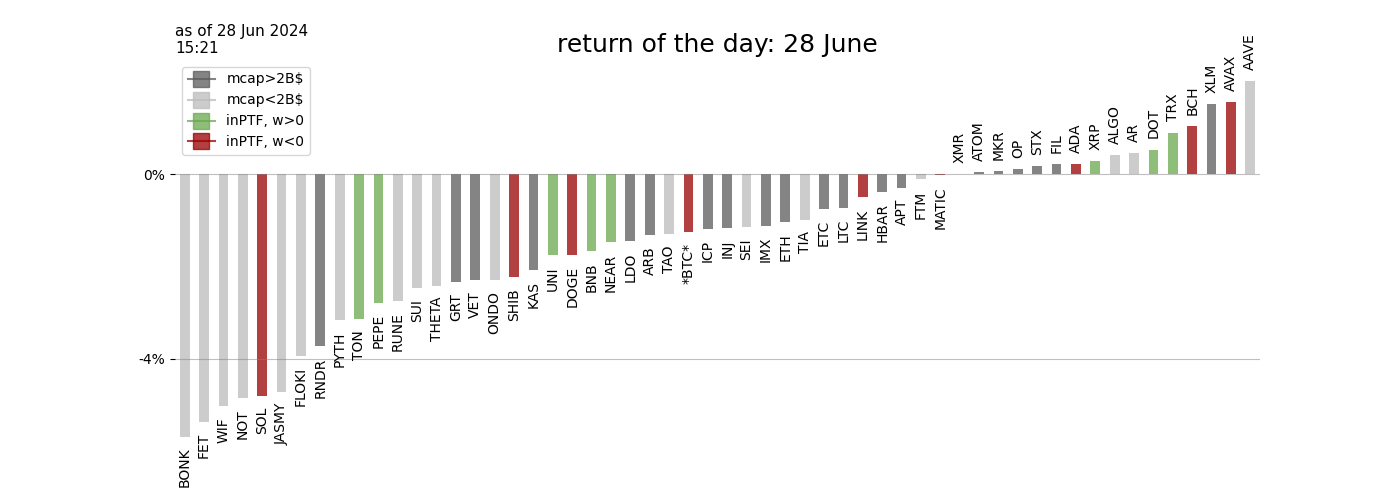 as of 28 Jun 2024
15:21
return of the day: 28 June
mcap>2B$
mcap<2B$
inPTF, w>0
inPTF, w<0
0%
-4%
BONK
FET
WIF
NOT
SOL
JASMY
FLOKI
RNDR
PYTH
TON
PEPE
RUNE
SUI
THETA
GRT
VET
ONDO
SHIB
KAS
UNI
DOGE
BNB
NEAR
LDO
ARB
TAO
*BTC*
ICP
INJ
SEI
IMX
ETH
TIA
ETC
LTC
LINK
HBAR
APT
FTM
MATIC
XMR
ATOM
MKR
OP
STX
FIL
ADA
XRP
ALGO
AR
DOT
TRX
BCH
XLM
AVAX
AAVE